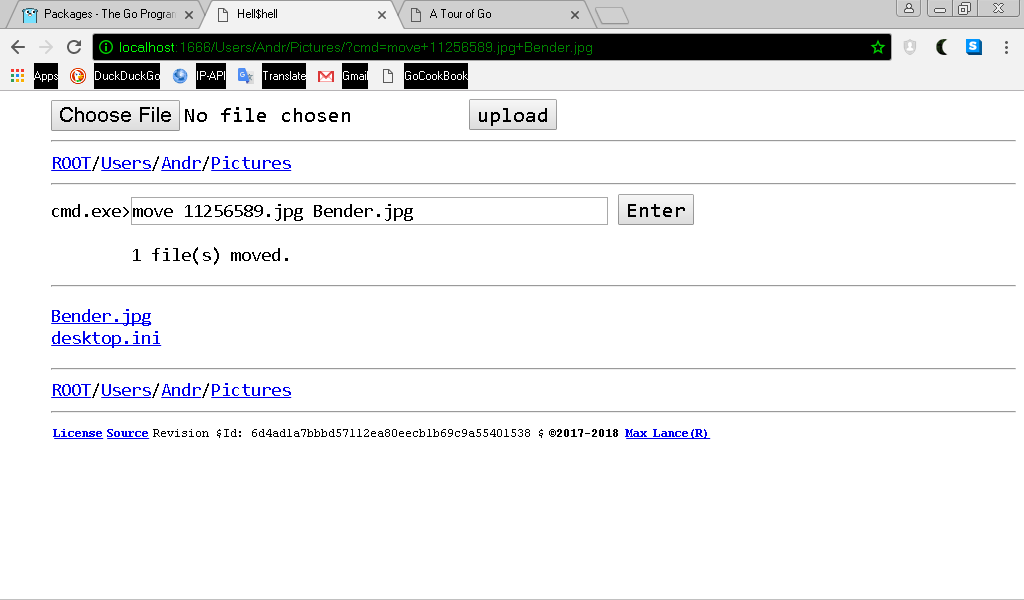 Packages - The Go Program
Hell$hell
A Tour of Go
localhost:1666/Users/Andr/Pictures/?cmd=move+11256589.jpg+Bender.jpg
Apps DuckDuckGo IP-API Translate Gmail GoCookBook
Choose File No file chosen upload
ROOT/Users/Andr/Pictures
cmd.exe>move 11256589.jpg Bender.jpg Enter
1 file(s) moved.
Bender.jpg
desktop.ini
ROOT/Users/Andr/Pictures
License Source Revision $Id: 6d4ad1a7bbbd57112ea80eecb1b69c9a55401538 $ ©2017-2018 Max Lance(R)